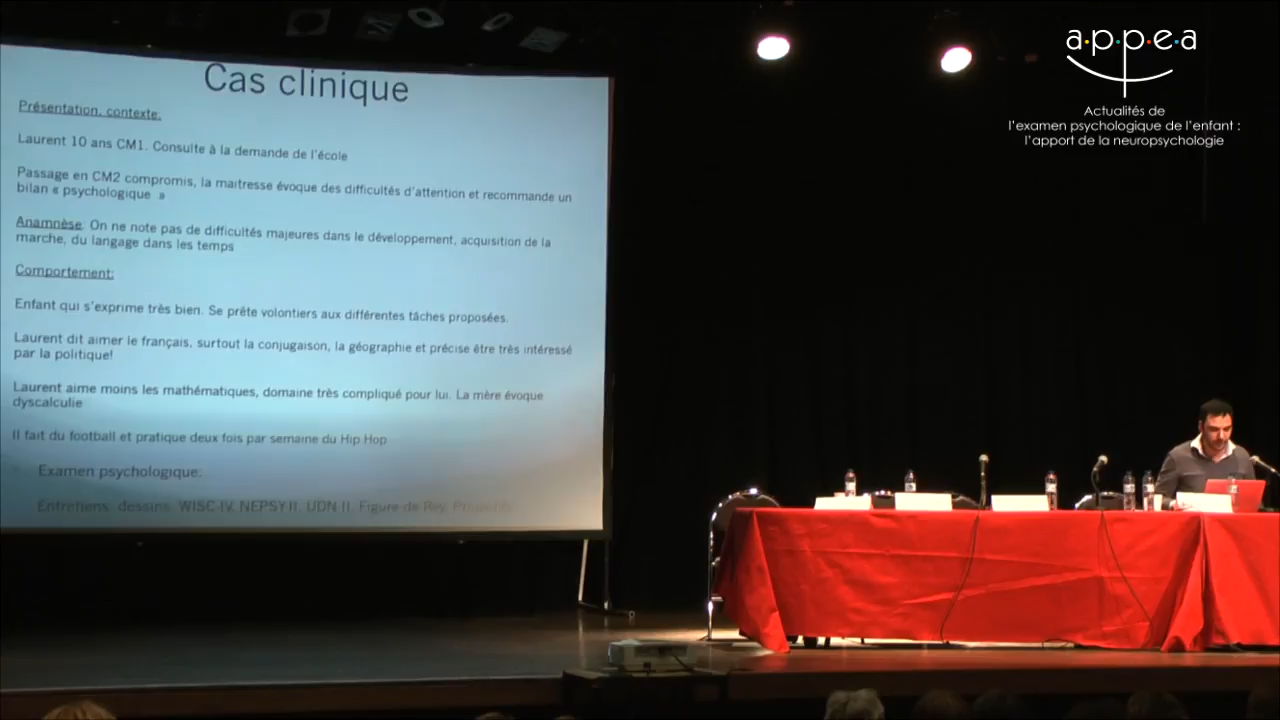 Cas clinique
Présentation, contexte.
Laurent 10 ans CM1. Consulte à la demande de l'école
Passage en CM2 compromis, la maitresse évoque des difficultés d'attention et recommande un
bilan « psychologique »
Anamnèse: On ne note pas de difficultés majeures dans le développement, acquisition de la
marche, du langage dans les temps
Comportement:
Enfant qui s'exprime très bien. Se prête volontiers aux différentes tâches proposées.
Laurent dit aimer le français, surtout la conjugaison, la géographie et précise être très intéressé
par la politique!
Laurent aime moins les mathématiques, domaine très compliqué pour lui. La mère évoque
dyscalculie
Il fait du football et pratique deux fois par semaine du Hip Hop
Examen psychologique:
Entretiens, dessins, WISC-IV, NEPSY II, UDN II, Figure de Rey,
a·p·p·e·a
Actualités de
l'examen psychologique de l'enfant :
l'apport de la neuropsychologie